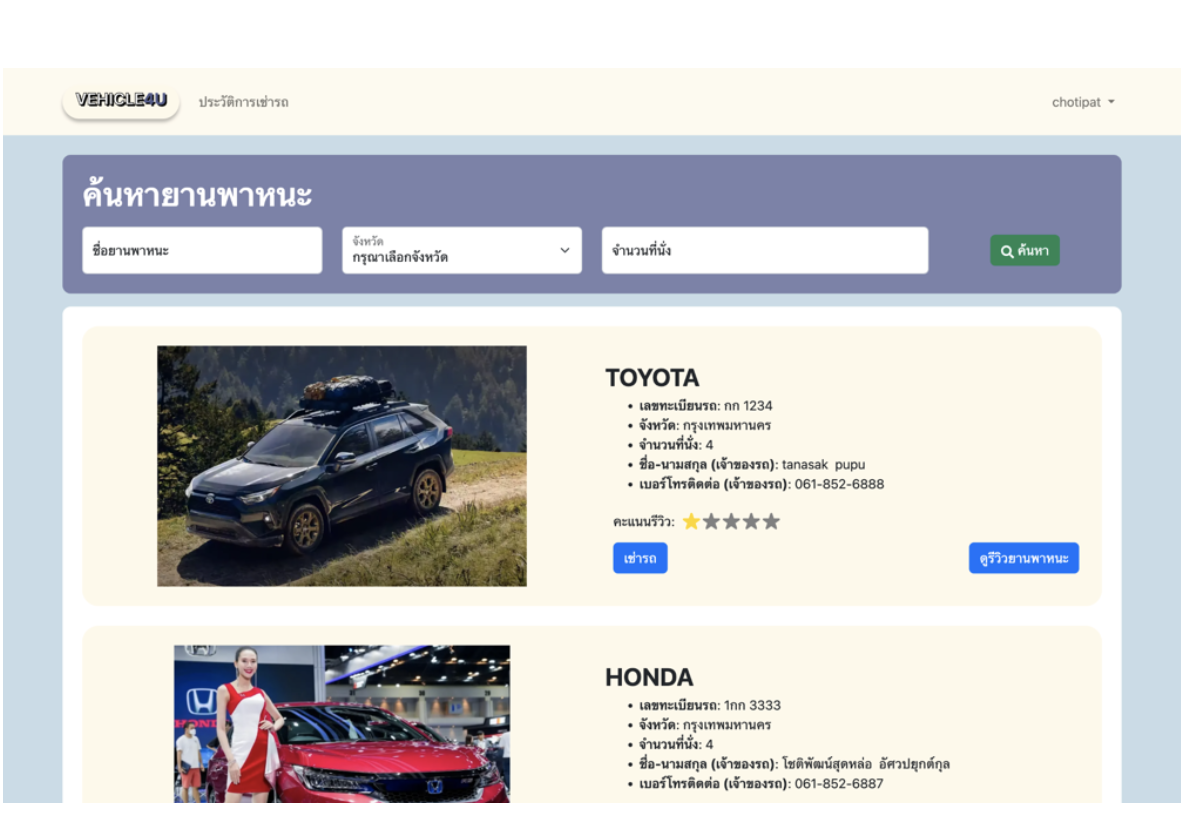 VEHICLE4U
ประวัติการเช่ารถ
chotipat
ค้นหายานพาหนะ
ชื่อยานพาหนะ
จังหวัด
กรุณาเลือกจังหวัด
จำนวนที่นั่ง
ค้นหา
TOYOTA
• เลขทะเบียนรถ: กก 1234
• จังหวัด: กรุงเทพมหานคร
• จำนวนที่นั่ง: 4
• ชื่อ-นามสกุล (เจ้าของรถ): tanasak pupu
• เบอร์โทรติดต่อ (เจ้าของรถ): 061-852-6888
คะแนนรีวิว:
เช่ารถ
ดูรีวิวยานพาหนะ
HONDA
HONDA
• เลขทะเบียนรถ: 1กก 3333
• จังหวัด: กรุงเทพมหานคร
• จำนวนที่นั่ง: 4
• ชื่อ-นามสกุล (เจ้าของรถ): โชติพัฒน์สุดหล่อ อัศวปยุกต์กุล
• เบอร์โทรติดต่อ (เจ้าของรถ): 061-852-6887